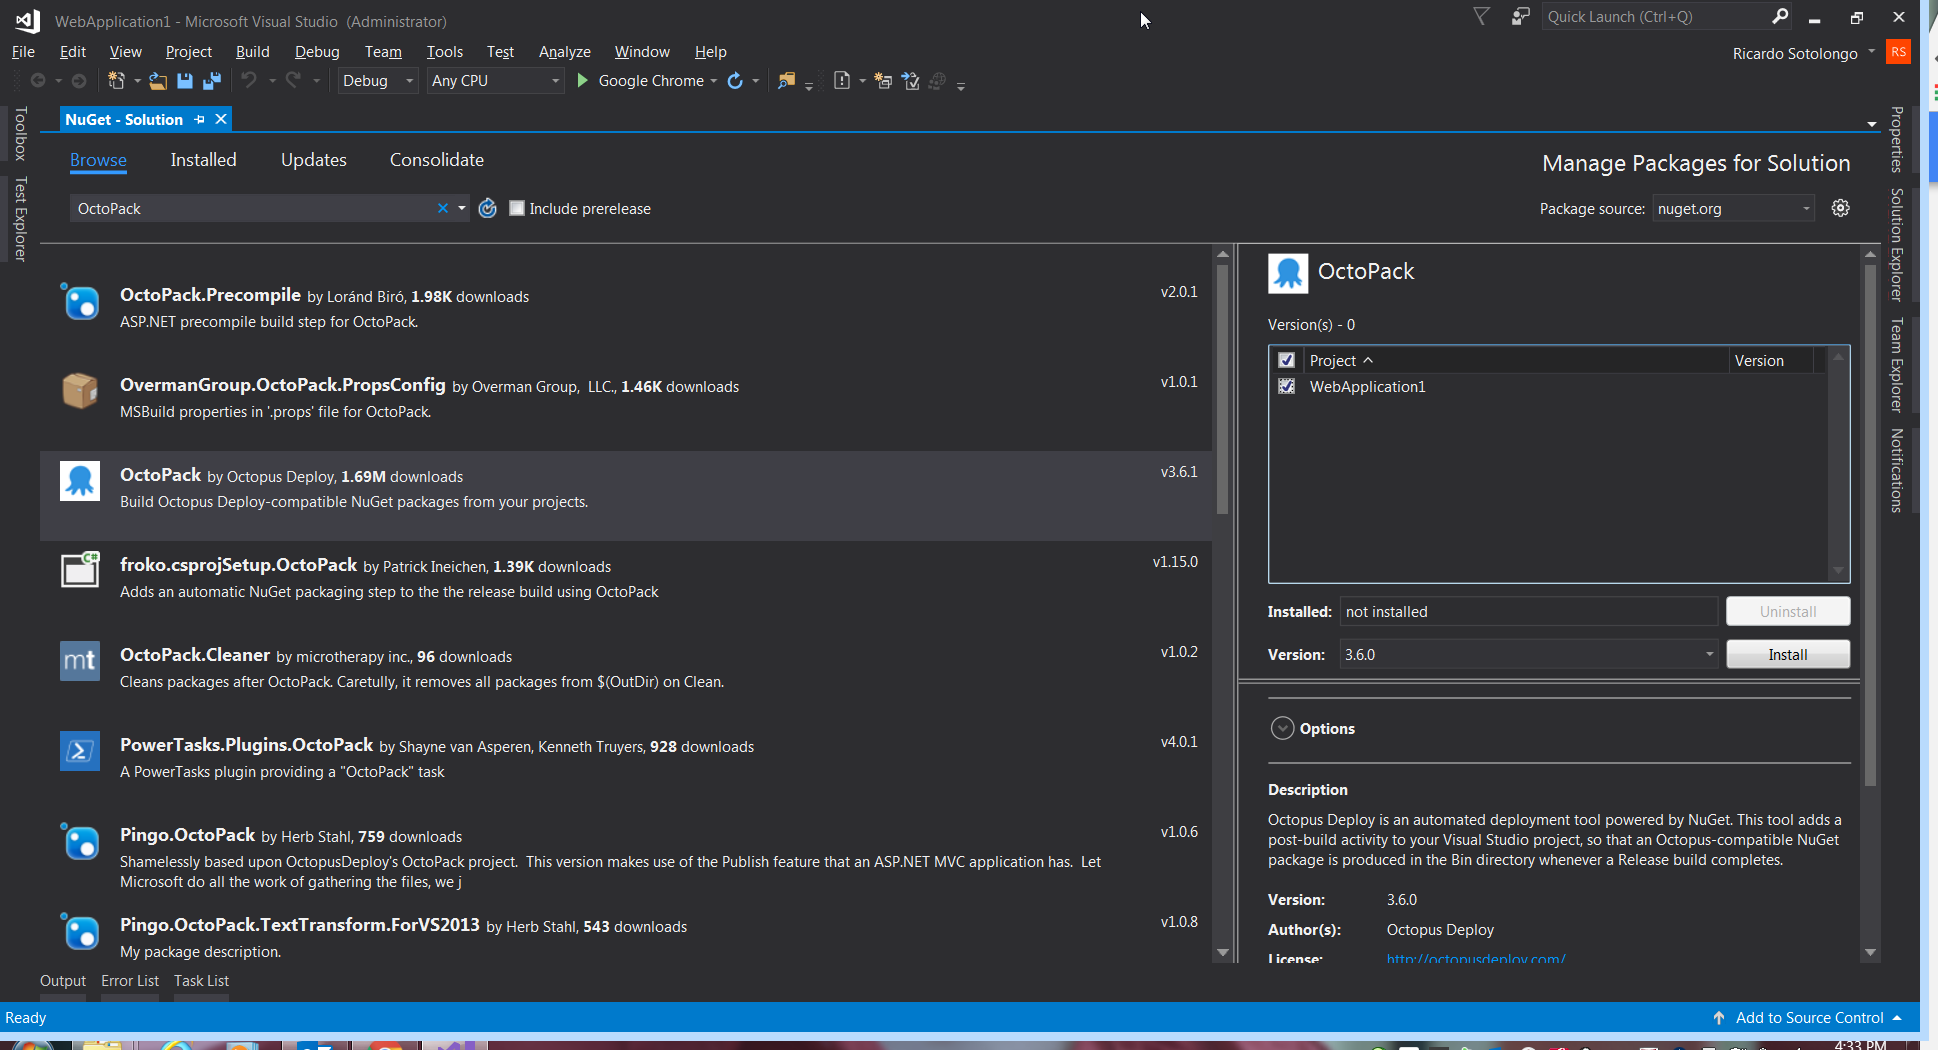 WebApplication1 - Microsoft Visual Studio (Administrator)
Quick Launch (Ctrl+Q)
File Edit View Project Build Debug Team Tools Test Analyze Window Help
Ricardo Sotolongo RS
Debug Any CPU Google Chrome
Toolbox
Test Explorer
NuGet - Solution
Browse Installed Updates Consolidate
Manage Packages for Solution
OctoPack
Include prerelease
Package source: nuget.org
OctoPack.Precompile by Loránd Biró, 1.98K downloads
v2.0.1
ASP.NET precompile build step for OctoPack.
OvermanGroup.OctoPack.PropsConfig by Overman Group, LLC., 1.46K downloads
v1.0.1
MSBuild properties in '.props' file for OctoPack.
OctoPack by Octopus Deploy, 1.69M downloads
v3.6.1
Build Octopus Deploy-compatible NuGet packages from your projects.
C#
froko.csprojSetup.OctoPack by Patrick Ineichen, 1.39K downloads
v1.15.0
Adds an automatic NuGet packaging step to the the release build using OctoPack
mt
OctoPack.Cleaner by microtherapy inc., 96 downloads
v1.0.2
Cleans packages after OctoPack. Caretully, it removes all packages from $(OutDir) on Clean.
PowerTasks.Plugins.OctoPack by Shayne van Asperen, Kenneth Truyers, 928 downloads
v4.0.1
A PowerTasks plugin providing a "OctoPack" task
Pingo.OctoPack by Herb Stahl, 759 downloads
v1.0.6
Shamelessly based upon OctopusDeploy's OctoPack project. This version makes use of the Publish feature that an ASP.NET MVC application has. Let
Microsoft do all the work of gathering the files, we j
Pingo.OctoPack.TextTransform.ForVS2013 by Herb Stahl, 543 downloads
v1.0.8
My package description.
OctoPack
Version(s) - 0
Project Version
WebApplication1
Installed: not installed Uninstall
Version: 3.6.0 Install
Options
Description
Octopus Deploy is an automated deployment tool powered by NuGet. This tool adds a
post-build activity to your Visual Studio project, so that an Octopus-compatible NuGet
package is produced in the Bin directory whenever a Release build completes.
Version: 3.6.0
Author(s): Octopus Deploy
License: http://octopusdeploy.com/
Properties
Solution Explorer
Team Explorer
Notifications
Output Error List Task List
Ready
Add to Source Control
4:33 PM